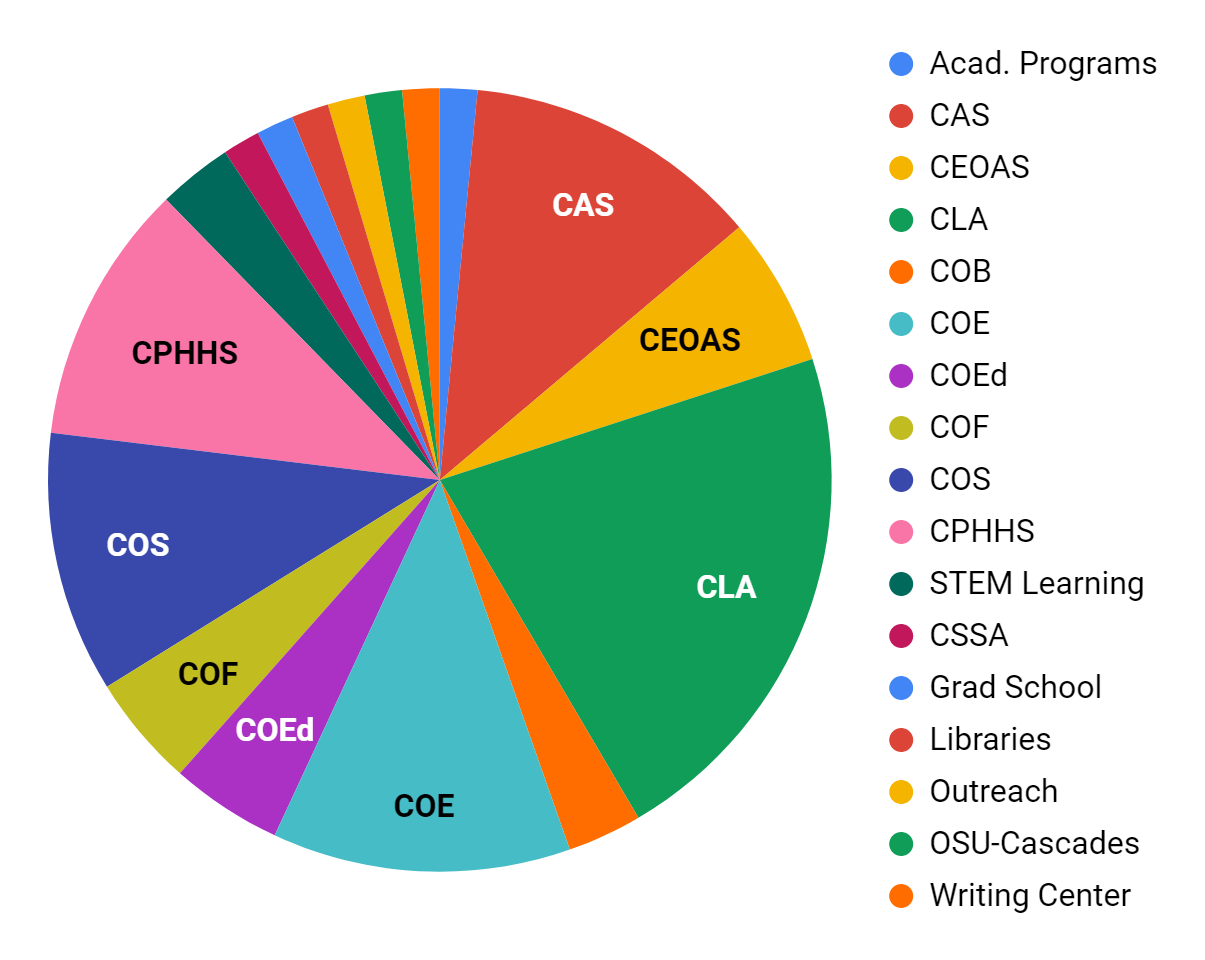 CAS
CEOAS
CLA
COE
COEd
COF
COS
CPHHS
Acad. Programs
CAS
CEOAS
CLA
COB
COE
COEd
COF
COS
CPHHS
STEM Learning
CSSA
Grad School
Libraries
Outreach
OSU-Cascades
Writing Center